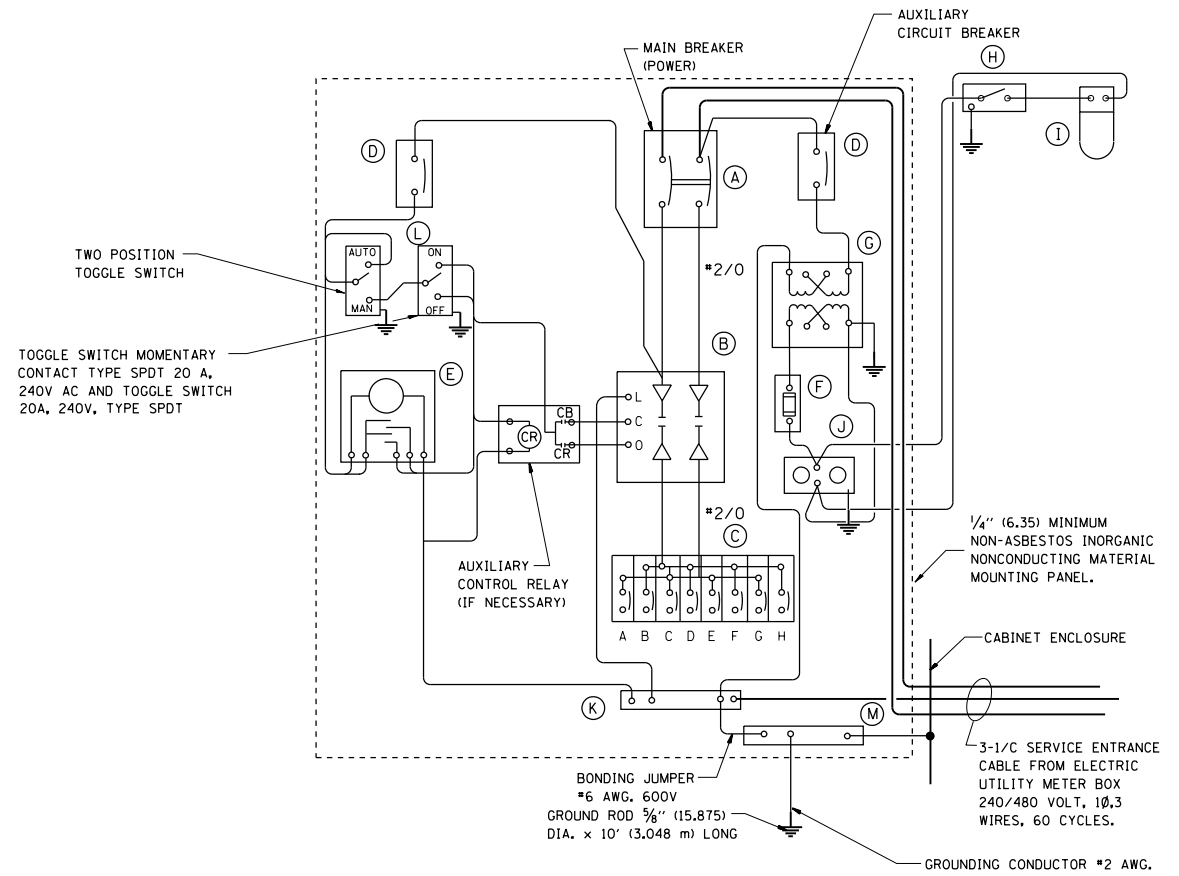 AUXILIARY
CIRCUIT BREAKER
MAIN BREAKER
(POWER)
H
I
D
A
D
L
G
TWO POSITION
TOGGLE SWITCH
AUTO
MAN
ON
OFF
#2/0
TOGGLE SWITCH MOMENTARY
CONTACT TYPE SPDT 20 A,
240V AC AND TOGGLE SWITCH
20A, 240V, TYPE SPDT
E
B
F
J
L
C
O
CB
CR
CR
#2/0
C
1/4" (6.35) MINIMUM
NON-ASBESTOS INORGANIC
NONCONDUCTING MATERIAL
MOUNTING PANEL.
AUXILIARY
CONTROL RELAY
(IF NECESSARY)
A B C D E F G H
CABINET ENCLOSURE
K
M
3-1/C SERVICE ENTRANCE
CABLE FROM ELECTRIC
UTILITY METER BOX
240/480 VOLT, 1Ø,3
WIRES, 60 CYCLES.
BONDING JUMPER
#6 AWG. 600V
GROUND ROD 5/8" (15.875)
DIA. x 10' (3.048 m) LONG
GROUNDING CONDUCTOR #2 AWG.